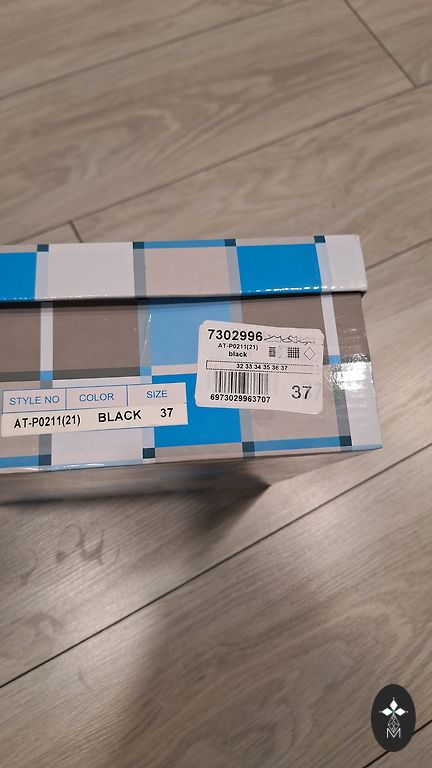 7302996
AT-P0211(21)
black
32 33 34 35 36 37
6973029963707
37
STYLE NO COLOR SIZE
AT-P0211(21) BLACK 37
M